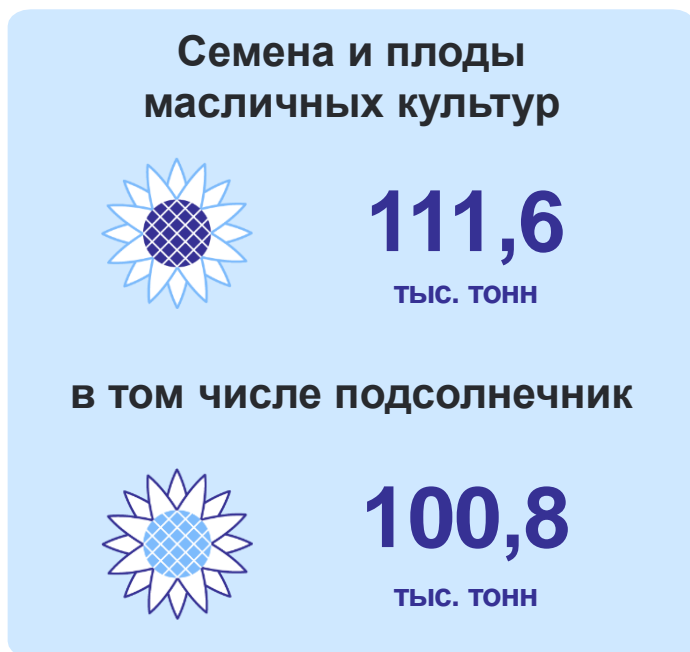 Семена и плоды
масличных культур
111,6
тыс. тонн
в том числе подсолнечник
100,8
тыс. тонн